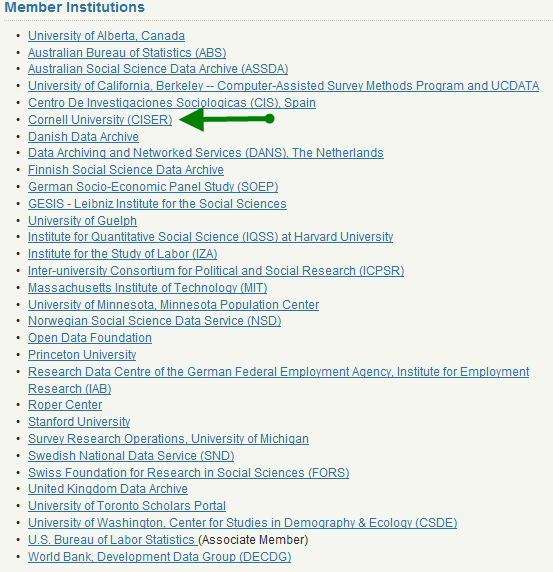 Member Institutions
• University of Alberta, Canada
• Australian Bureau of Statistics (ABS)
• Australian Social Science Data Archive (ASSDA)
• University of California, Berkeley -- Computer-Assisted Survey Methods Program and UCDATA
• Centro De Investigaciones Sociologicas (CIS), Spain
• Cornell University (CISER)
• Danish Data Archive
• Data Archiving and Networked Services (DANS), The Netherlands
• Finnish Social Science Data Archive
• German Socio-Economic Panel Study (SOEP)
• GESIS - Leibniz Institute for the Social Sciences
• University of Guelph
• Institute for Quantitative Social Science (IQSS) at Harvard University
• Institute for the Study of Labor (IZA)
• Inter-university Consortium for Political and Social Research (ICPSR)
• Massachusetts Institute of Technology (MIT)
• University of Minnesota, Minnesota Population Center
• Norwegian Social Science Data Service (NSD)
• Open Data Foundation
• Princeton University
• Research Data Centre of the German Federal Employment Agency, Institute for Employment
Research (IAB)
• Roper Center
• Stanford University
• Survey Research Operations, University of Michigan
• Swedish National Data Service (SND)
• Swiss Foundation for Research in Social Sciences (FORS)
• United Kingdom Data Archive
• University of Toronto Scholars Portal
• University of Washington, Center for Studies in Demography & Ecology (CSDE)
• U.S. Bureau of Labor Statistics (Associate Member)
• World Bank, Development Data Group (DECDG)